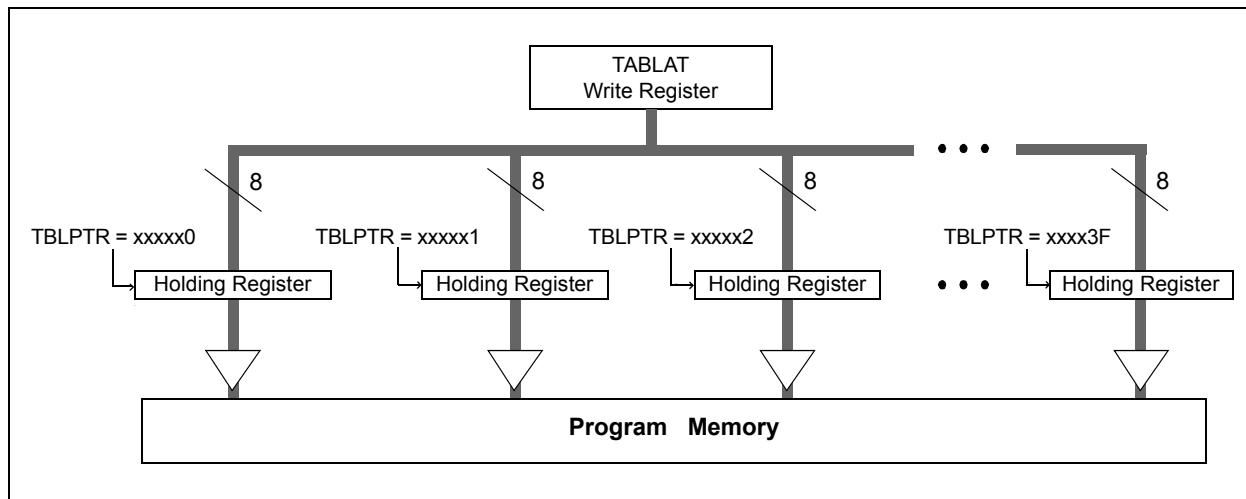 TABLAT
Write Register
• • •
8
8
8
8
TBLPTR = xxxxx0
TBLPTR = xxxxx1
TBLPTR = xxxxx2
TBLPTR = xxxx3F
Holding Register
Holding Register
Holding Register
• • •
Holding Register
Program Memory